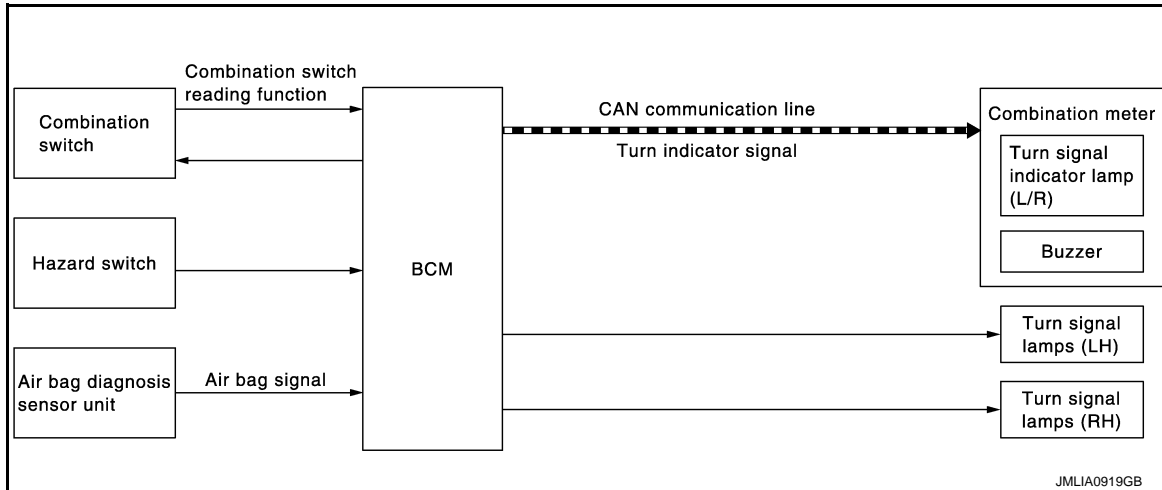 Combination switch
reading function
Combination
switch
Hazard switch
Air bag diagnosis
sensor unit
Air bag signal
BCM
CAN communication line
Turn indicator signal
Combination meter
Turn signal
indicator lamp
(L/R)
Buzzer
Turn signal
lamps (LH)
Turn signal
lamps (RH)
JMLIA0919GB